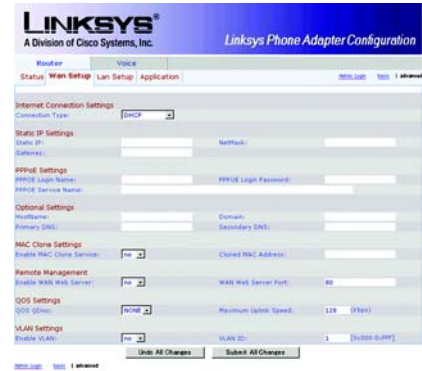 LINKSYS®
A Division of Cisco Systems, Inc.
Linksys Phone Adapter Configuration
Router Voice
Status Wan Setup Lan Setup Application Admin Login basic | advanced
Internet Connection Settings
Connection Type: DHCP
Static IP Settings
Static IP: NetMask:
Gateway:
PPPoE Settings
PPPOE Login Name: PPPOE Login Password:
PPPOE Service Name:
Optional Settings
HostName: Domain:
Primary DNS: Secondary DNS:
MAC Clone Settings
Enable MAC Clone Service: no Cloned MAC Address:
Remote Management
Enable WAN Web Server: no WAN Web Server Port: 80
QOS Settings
QOS QDisc: NONE Maximum Uplink Speed: 128 (Kbps)
VLAN Settings
Enable VLAN: no VLAN ID: 1 [0x000-0xFFF]
Undo All Changes Submit All Changes
Admin Login basic | advanced